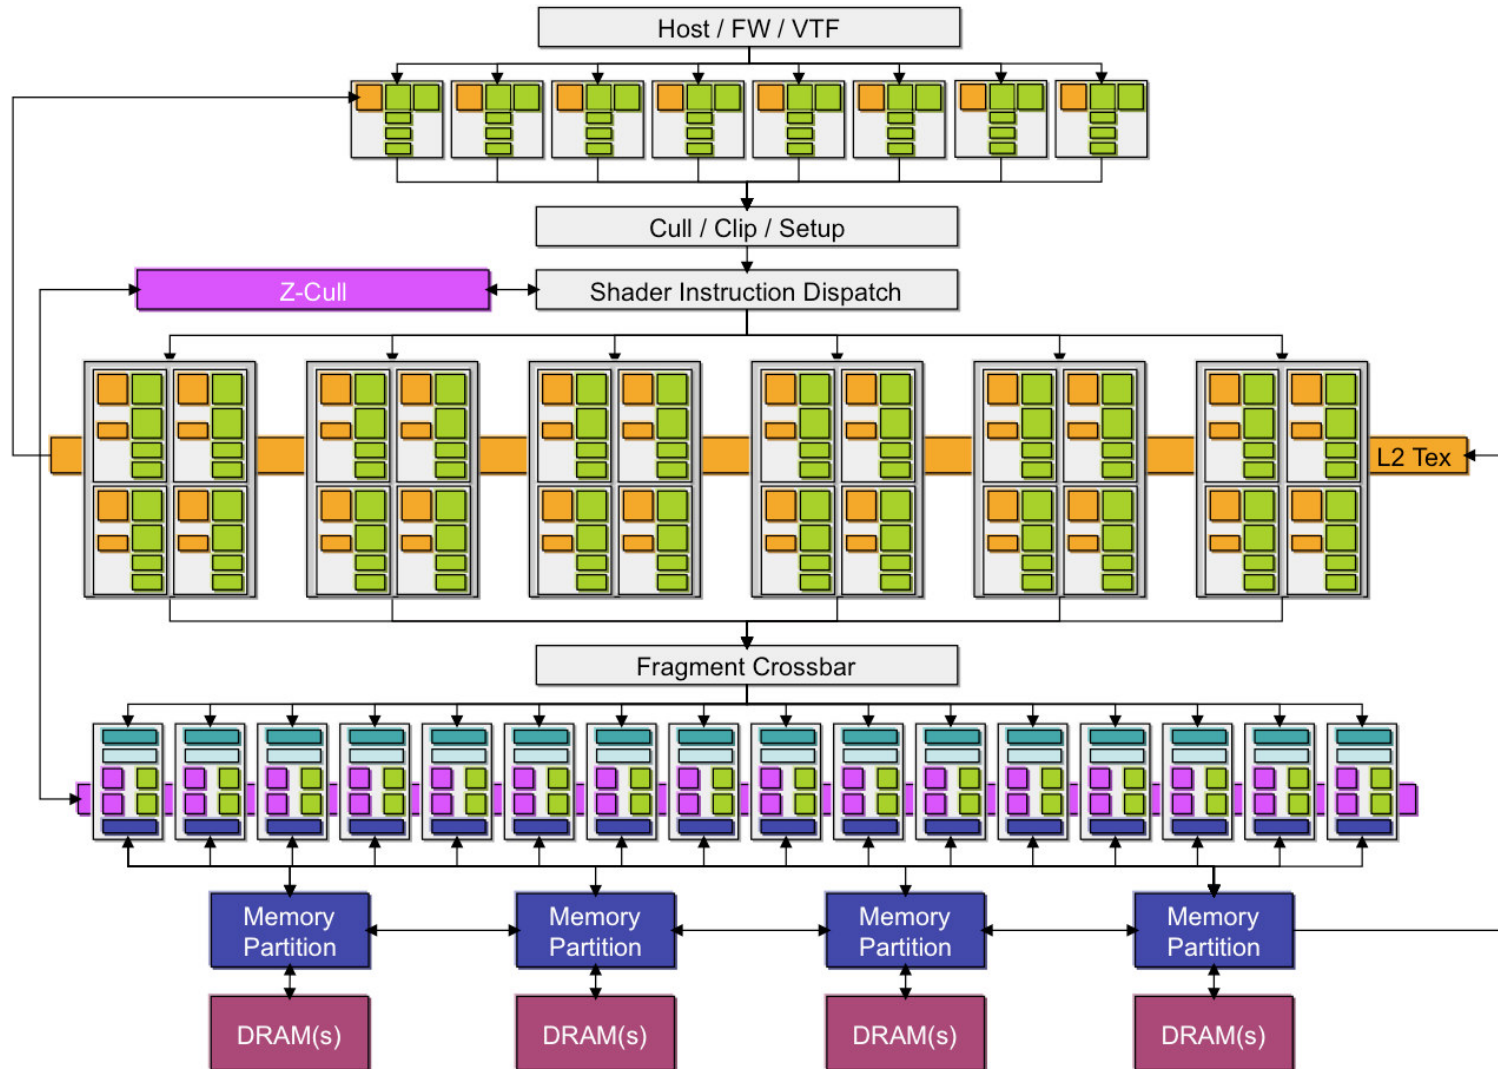 Host / FW / VTF
Cull / Clip / Setup
Z-Cull
Shader Instruction Dispatch
L2 Tex
Fragment Crossbar
Memory
Partition
Memory
Partition
Memory
Partition
Memory
Partition
DRAM(s)
DRAM(s)
DRAM(s)
DRAM(s)